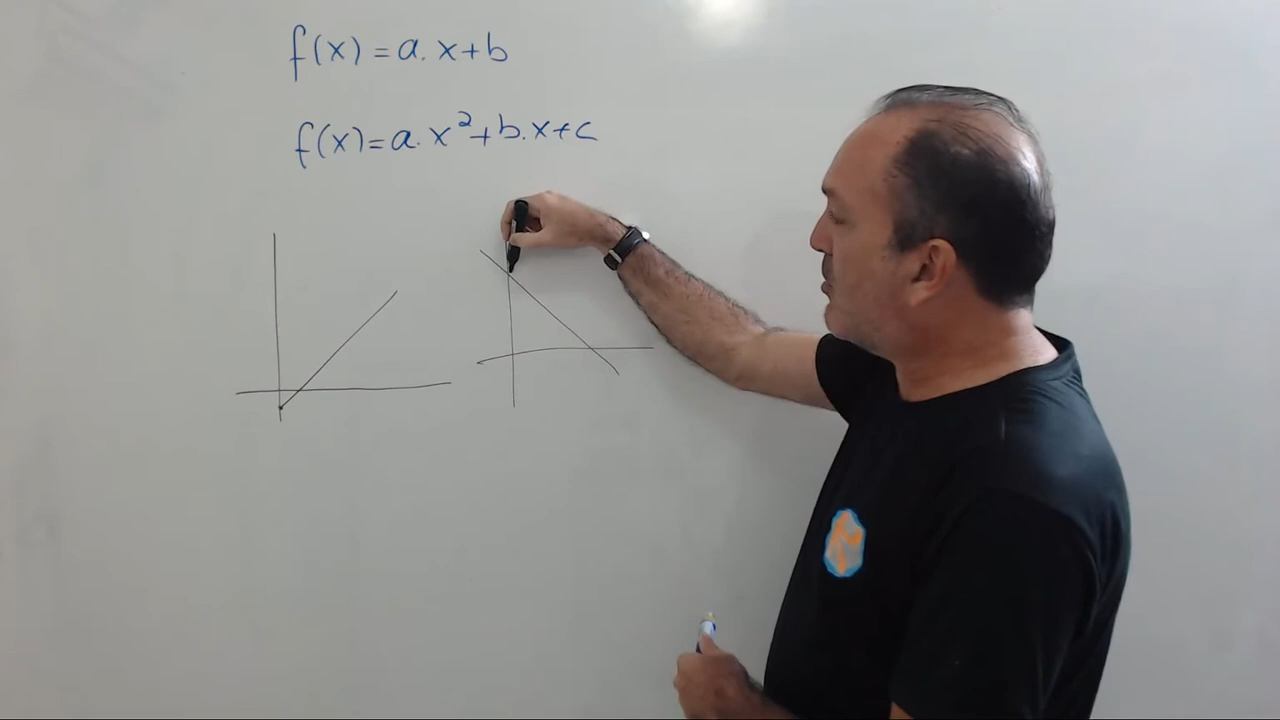 f(x) = a. x + b
f(x) = a. x² + b. x + c